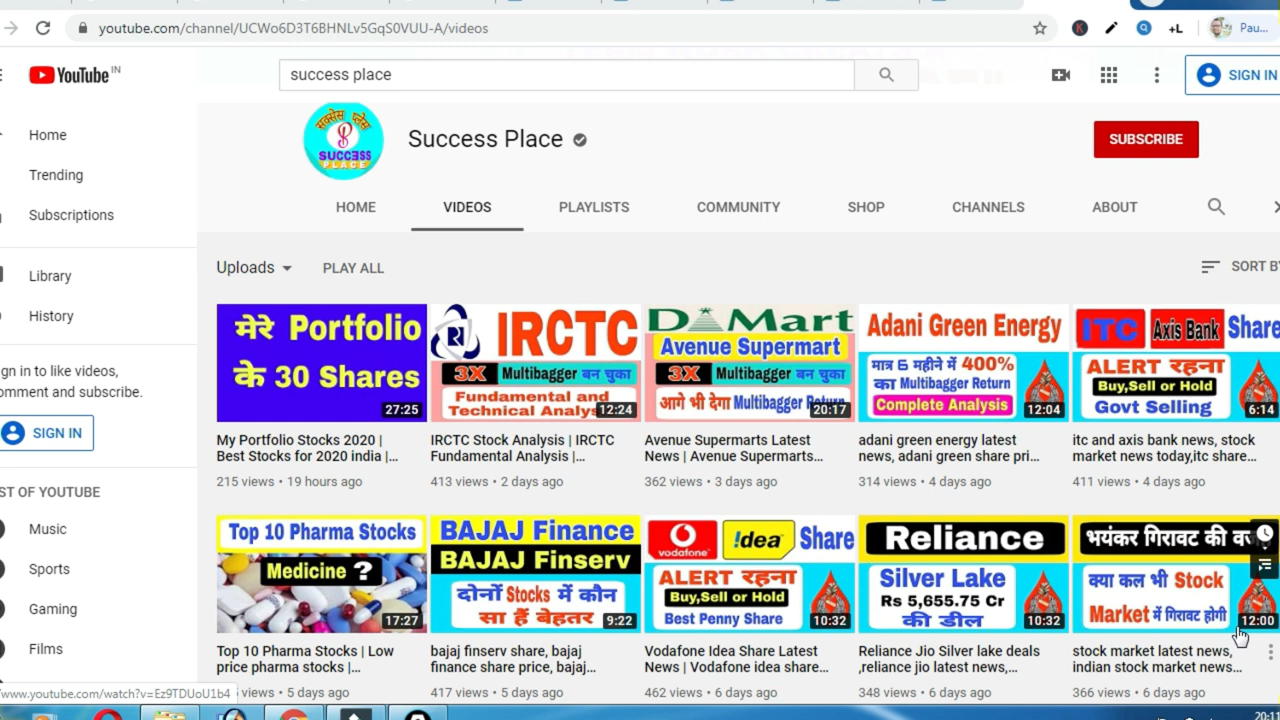 youtube.com/channel/UCWo6D3T6BHNLv5GqS0VUU-A/videos
+L
Pau...
YouTube IN
success place
SIGN IN
Home
Trending
Subscriptions
Library
History
gn in to like videos,
omment and subscribe.
SIGN IN
ST OF YOUTUBE
Music
Sports
Gaming
Films
सक्सेस प्लेस
SUCCESS
PLACE
Success Place
SUBSCRIBE
HOME VIDEOS PLAYLISTS COMMUNITY SHOP CHANNELS ABOUT
Uploads PLAY ALL
SORT BY
मेरे Portfolio
के 30 Shares
27:25
My Portfolio Stocks 2020 |
Best Stocks for 2020 india |...
215 views • 19 hours ago
IRCTC
3X Multibagger बन चुका
Fundamental and
Technical Analys
12:24
IRCTC Stock Analysis | IRCTC
Fundamental Analysis |...
413 views • 2 days ago
DMart
Avenue Supermart
3X Multibagger बन चुका
आगे भी देगा Multibagger
20:17
Avenue Supermarts Latest
News | Avenue Supermarts...
362 views • 3 days ago
Adani Green Energy
मात्र 6 महीने में 400%
का Multibagger Return
Complete Analysis
12:04
adani green energy latest
news, adani green share pri...
314 views • 4 days ago
ITC Axis Bank Share
ALERT रहना
Buy,Sell or Hold
Govt Selling
6:14
itc and axis bank news, stock
market news today,itc share...
411 views • 4 days ago
Top 10 Pharma Stocks
Medicine ?
17:27
Top 10 Pharma Stocks | Low
price pharma stocks |...
views • 5 days ago
BAJAJ Finance
BAJAJ Finserv
दोनों Stocks में कौन
सा हैं बेहतर
9:22
bajaj finserv share, bajaj
finance share price, bajaj...
417 views • 5 days ago
vodafone !dea Share
ALERT रहना
Buy,Sell or Hold
Best Penny Share
10:32
Vodafone Idea Share Latest
News | Vodafone idea share...
462 views • 6 days ago
Reliance
Silver Lake
Rs 5,655.75 Cr
की डील
10:32
Reliance Jio Silver lake deals
,reliance jio latest news,...
348 views • 6 days ago
भयंकर गिरावट की
क्या कल भी Stock
Market में गिरावट होगी
12:00
stock market latest news,
indian stock market news...
366 views • 6 days ago
/www.youtube.com/watch?v=Ez9TDUoU1b4
20:11